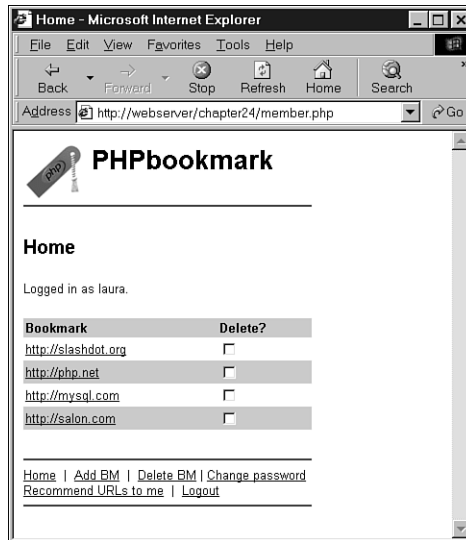 Home - Microsoft Internet Explorer
File Edit View Favorites Tools Help
Back Forward Stop Refresh Home Search »
Address http://webserver/chapter24/member.php Go
php PHPbookmark
Home
Logged in as laura.
Bookmark Delete?
http://slashdot.org
http://php.net
http://mysql.com
http://salon.com
Home | Add BM | Delete BM | Change password
Recommend URLs to me | Logout